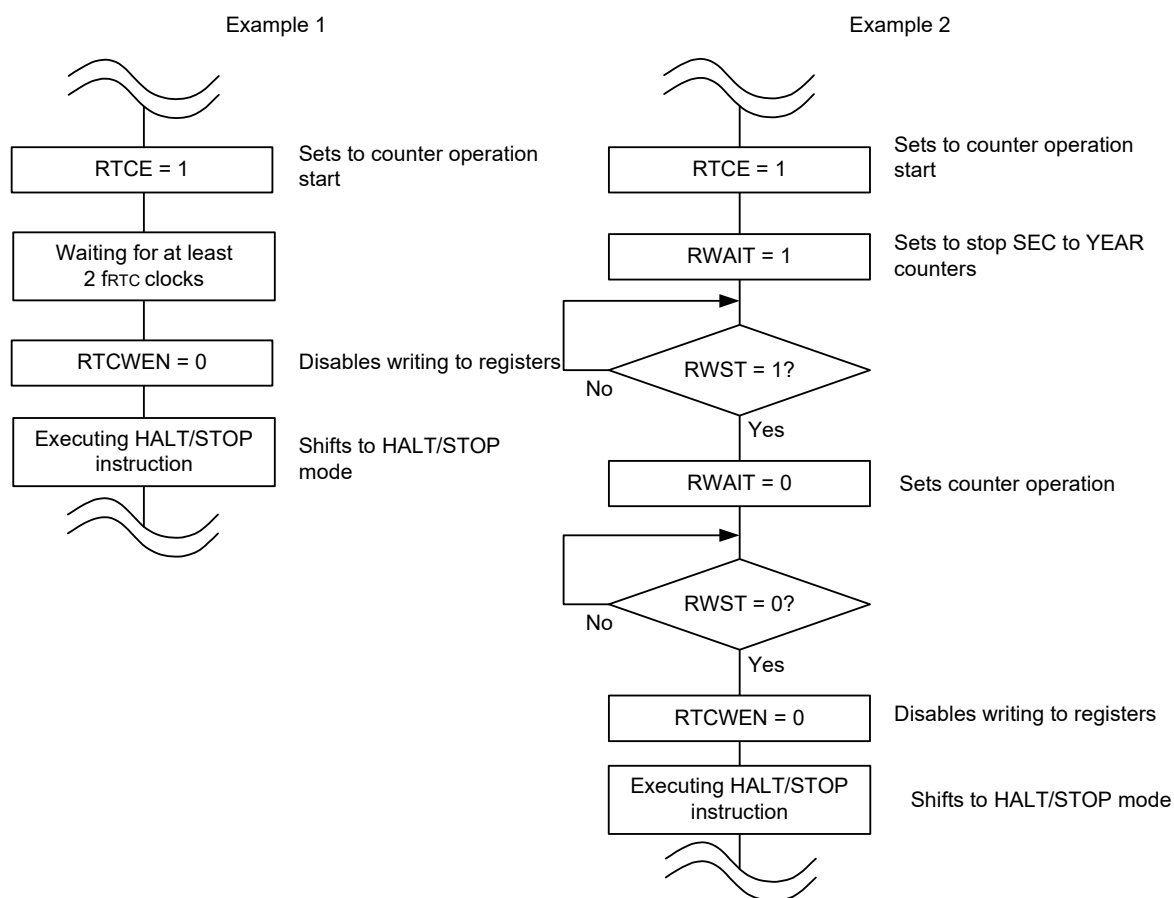 Example 1
RTCE = 1
Sets to counter operation
start
Waiting for at least
2 fRTC clocks
RTCWEN = 0
Disables writing to registers
Executing HALT/STOP
instruction
Shifts to HALT/STOP
mode
Example 2
RTCE = 1
Sets to counter operation
start
RWAIT = 1
Sets to stop SEC to YEAR
counters
RWST = 1?
No
Yes
RWAIT = 0
Sets counter operation
RWST = 0?
No
Yes
RTCWEN = 0
Disables writing to registers
Executing HALT/STOP
instruction
Shifts to HALT/STOP mode